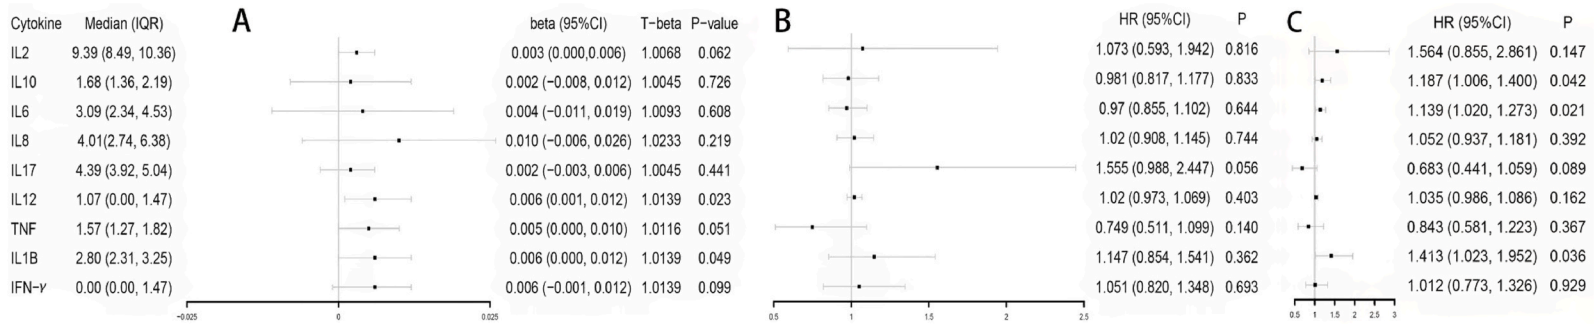 Cytokine Median (IQR) A beta (95%CI) T-beta P-value B HR (95%CI) P C HR (95%CI) P
IL2 9.39 (8.49, 10.36) 0.003 (0.000,0.006) 1.0068 0.062 1.073 (0.593, 1.942) 0.816 1.564 (0.855, 2.861) 0.147
IL10 1.68 (1.36, 2.19) 0.002 (−0.008, 0.012) 1.0045 0.726 0.981 (0.817, 1.177) 0.833 1.187 (1.006, 1.400) 0.042
IL6 3.09 (2.34, 4.53) 0.004 (−0.011, 0.019) 1.0093 0.608 0.97 (0.855, 1.102) 0.644 1.139 (1.020, 1.273) 0.021
IL8 4.01(2.74, 6.38) 0.010 (−0.006, 0.026) 1.0233 0.219 1.02 (0.908, 1.145) 0.744 1.052 (0.937, 1.181) 0.392
IL17 4.39 (3.92, 5.04) 0.002 (−0.003, 0.006) 1.0045 0.441 1.555 (0.988, 2.447) 0.056 0.683 (0.441, 1.059) 0.089
IL12 1.07 (0.00, 1.47) 0.006 (0.001, 0.012) 1.0139 0.023 1.02 (0.973, 1.069) 0.403 1.035 (0.986, 1.086) 0.162
TNF 1.57 (1.27, 1.82) 0.005 (0.000, 0.010) 1.0116 0.051 0.749 (0.511, 1.099) 0.140 0.843 (0.581, 1.223) 0.367
IL1B 2.80 (2.31, 3.25) 0.006 (0.000, 0.012) 1.0139 0.049 1.147 (0.854, 1.541) 0.362 1.413 (1.023, 1.952) 0.036
IFN−γ 0.00 (0.00, 1.47) 0.006 (−0.001, 0.012) 1.0139 0.099 1.051 (0.820, 1.348) 0.693 1.012 (0.773, 1.326) 0.929
−0.025 0 0.025 0.5 1 1.5 2 2.5 0.5 1 1.5 2 2.5 3